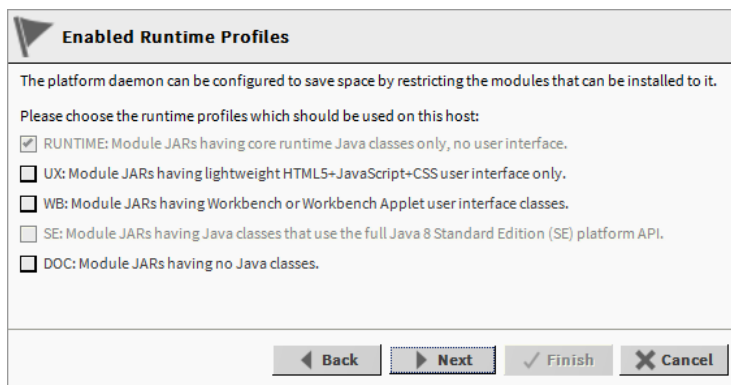 Enabled Runtime Profiles
The platform daemon can be configured to save space by restricting the modules that can be installed to it.
Please choose the runtime profiles which should be used on this host:
RUNTIME: Module JARs having core runtime Java classes only, no user interface.
UX: Module JARs having lightweight HTML5+JavaScript+CSS user interface only.
WB: Module JARs having Workbench or Workbench Applet user interface classes.
SE: Module JARs having Java classes that use the full Java 8 Standard Edition (SE) platform API.
DOC: Module JARs having no Java classes.
Back Next Finish Cancel